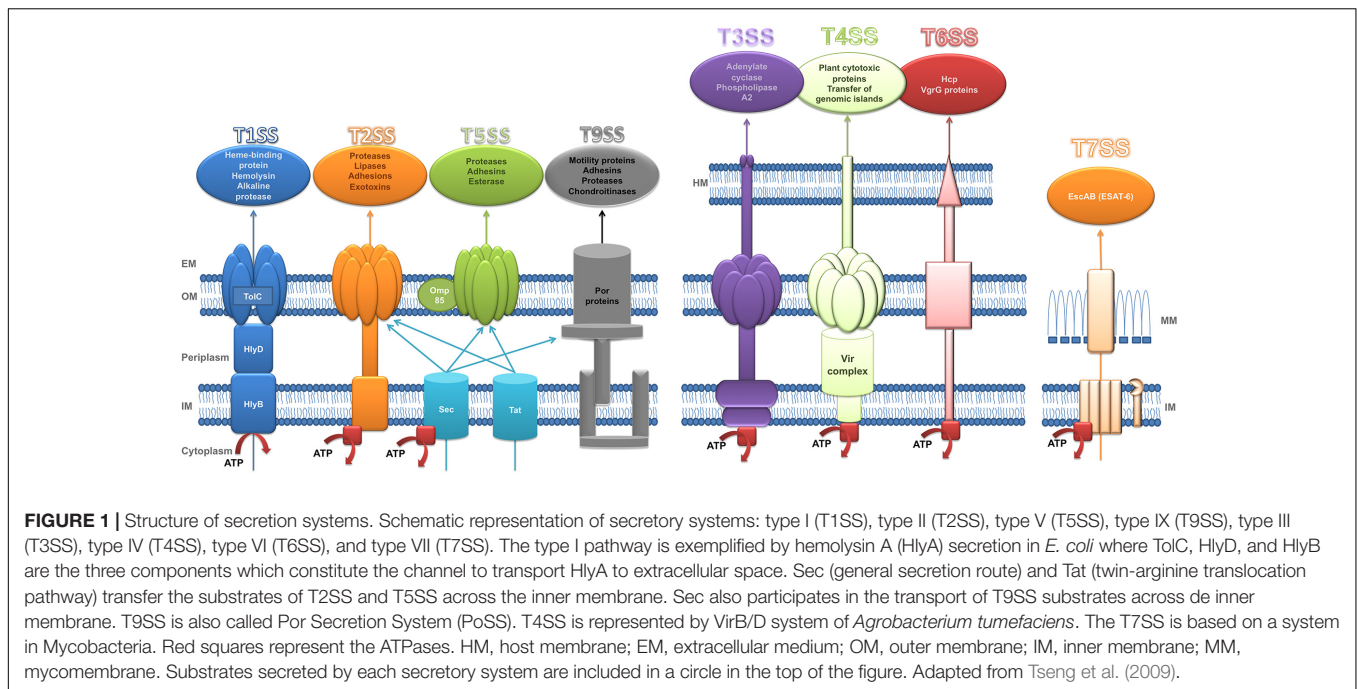 T3SS
T4SS
T6SS
Adenylate
cyclase
Phospholipase
A2
Plant cytotoxic
proteins
Transfer of
genomic islands
Hcp
VgrG proteins
T1SS
T2SS
T5SS
T9SS
T7SS
Heme-binding
protein
Hemolysin
Alkaline
protease
Proteases
Lipases
Adhesions
Exotoxins
Proteases
Adhesins
Esterase
Motility proteins
Adhesins
Proteases
Chondroitinases
EscAB (ESAT-6)
HM
EM
OM
TolC
Omp
85
Por
proteins
MM
Periplasm
HlyD
Vir
complex
IM
HlyB
Sec
Tat
IM
Cytoplasm
ATP
ATP
ATP
ATP
ATP
ATP
ATP
FIGURE 1 | Structure of secretion systems. Schematic representation of secretory systems: type I (T1SS), type II (T2SS), type V (T5SS), type IX (T9SS), type III
(T3SS), type IV (T4SS), type VI (T6SS), and type VII (T7SS). The type I pathway is exemplified by hemolysin A (HlyA) secretion in E. coli where TolC, HlyD, and HlyB
are the three components which constitute the channel to transport HlyA to extracellular space. Sec (general secretion route) and Tat (twin-arginine translocation
pathway) transfer the substrates of T2SS and T5SS across the inner membrane. Sec also participates in the transport of T9SS substrates across de inner
membrane. T9SS is also called Por Secretion System (PoSS). T4SS is represented by VirB/D system of Agrobacterium tumefaciens. The T7SS is based on a system
in Mycobacteria. Red squares represent the ATPases. HM, host membrane; EM, extracellular medium; OM, outer membrane; IM, inner membrane; MM,
mycomembrane. Substrates secreted by each secretory system are included in a circle in the top of the figure. Adapted from Tseng et al. (2009).